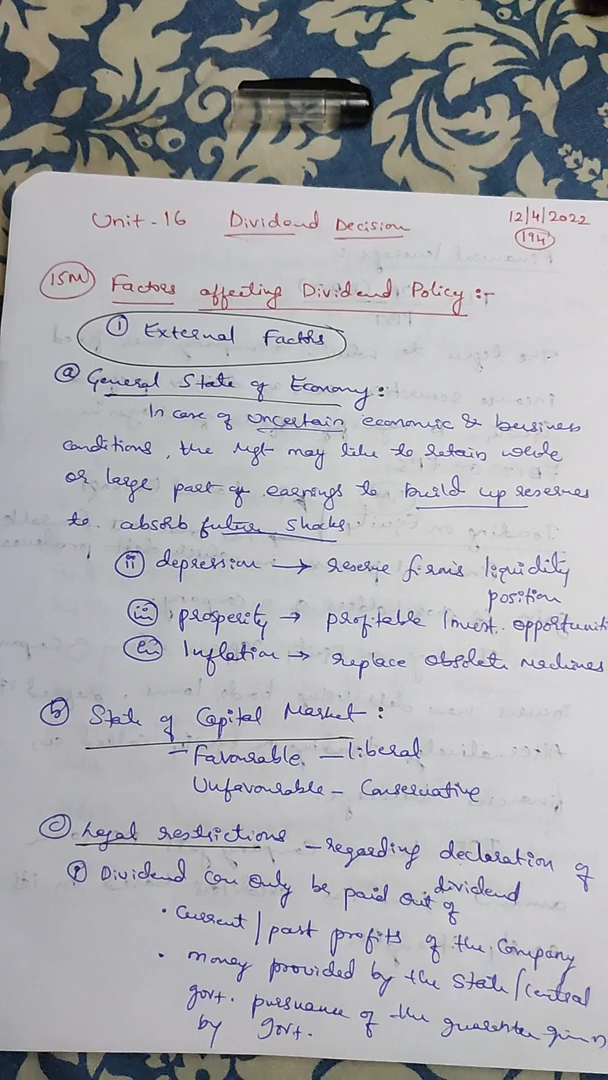 Unit-16 Dividend Decision 12/4/2022
194
15M Factors affecting Dividend Policy :-
① External Factors
ⓐ General State of Economy:
In case of uncertain economic & business
conditions, the mgt may like to retain whole
or large part of earnings to build up reserves
to absorb future shocks.
ⅱ depression → reserve firms liquidity
position
ⅲ prosperity → profitable Invest. opportuniti
Inflation → replace obsolete machines
ⓑ State of Capital Market :
– Favourable – Liberal
Unfavourable – Conservative
ⓒ Legal restrictions – regarding declaration of
dividend
ⅰ Dividend can only be paid out of
• current / past profits of the Company
• money provided by the State / Central
govt. pursuance of the guarantee given
by Govt.